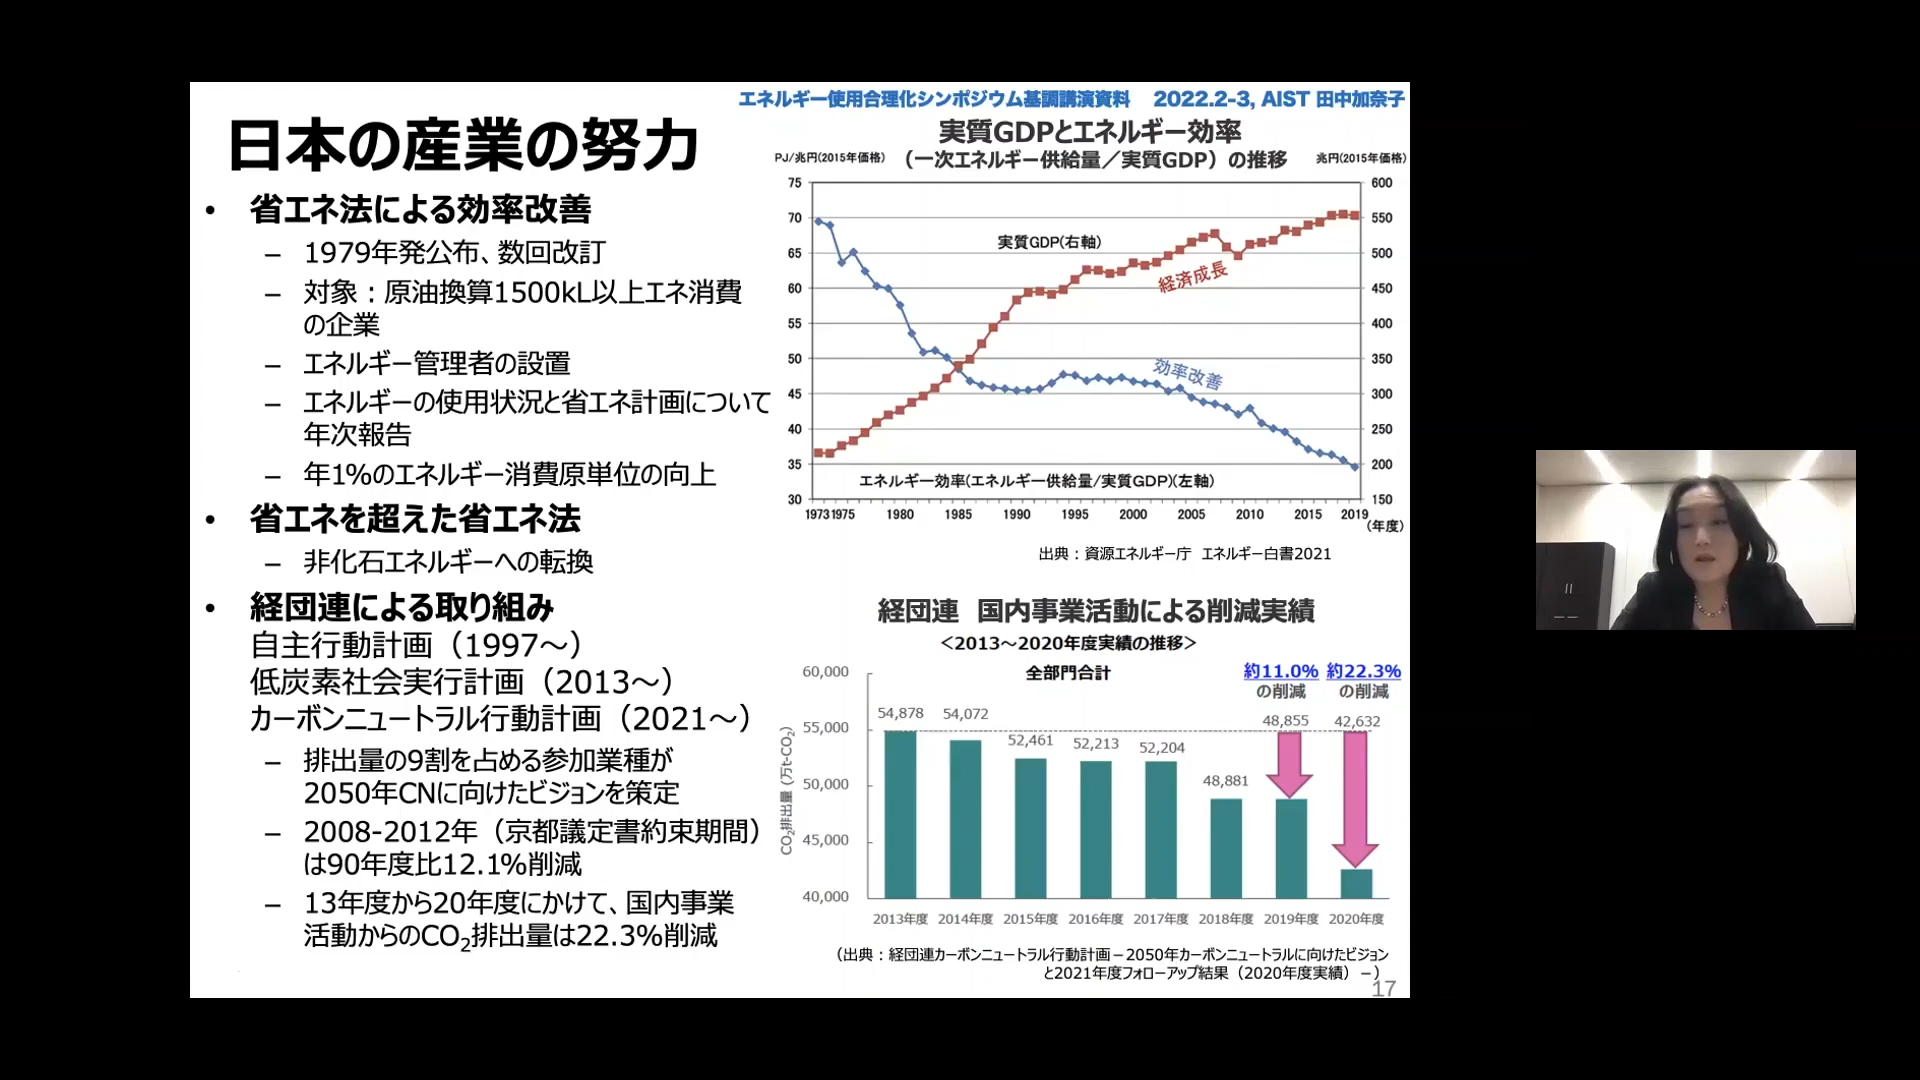 エネルギー使用合理化シンポジウム基調講演資料 2022.2-3, AIST 田中加奈子
日本の産業の努力
• 省エネ法による効率改善
– 1979年発公布、数回改訂
– 対象：原油換算1500kL以上エネ消費
の企業
– エネルギー管理者の設置
– エネルギーの使用状況と省エネ計画について
年次報告
– 年1%のエネルギー消費原単位の向上
• 省エネを超えた省エネ法
– 非化石エネルギーへの転換
• 経団連による取り組み
自主行動計画（1997～）
低炭素社会実行計画（2013～）
カーボンニュートラル行動計画（2021～）
– 排出量の9割を占める参加業種が
2050年CNに向けたビジョンを策定
– 2008-2012年（京都議定書約束期間）
は90年度比12.1%削減
– 13年度から20年度にかけて、国内事業
活動からのCO2排出量は22.3%削減
実質GDPとエネルギー効率
（一次エネルギー供給量／実質GDP）の推移
PJ/兆円(2015年価格)
兆円(2015年価格)
75
70
65
60
55
50
45
40
35
30
600
550
500
450
400
350
300
250
200
150
実質GDP(右軸)
経済成長
効率改善
エネルギー効率(エネルギー供給量/実質GDP)(左軸)
1973 1975 1980 1985 1990 1995 2000 2005 2010 2015 2019
(年度)
出典：資源エネルギー庁 エネルギー白書2021
経団連 国内事業活動による削減実績
＜2013～2020年度実績の推移＞
全部門合計
約11.0%
の削減
約22.3%
の削減
CO2排出量（万t-CO2）
60,000
55,000
50,000
45,000
40,000
54,878 54,072 52,461 52,213 52,204 48,881 48,855 42,632
2013年度 2014年度 2015年度 2016年度 2017年度 2018年度 2019年度 2020年度
（出典：経団連カーボンニュートラル行動計画－2050年カーボンニュートラルに向けたビジョン
と2021年度フォローアップ結果（2020年度実績）－）
17